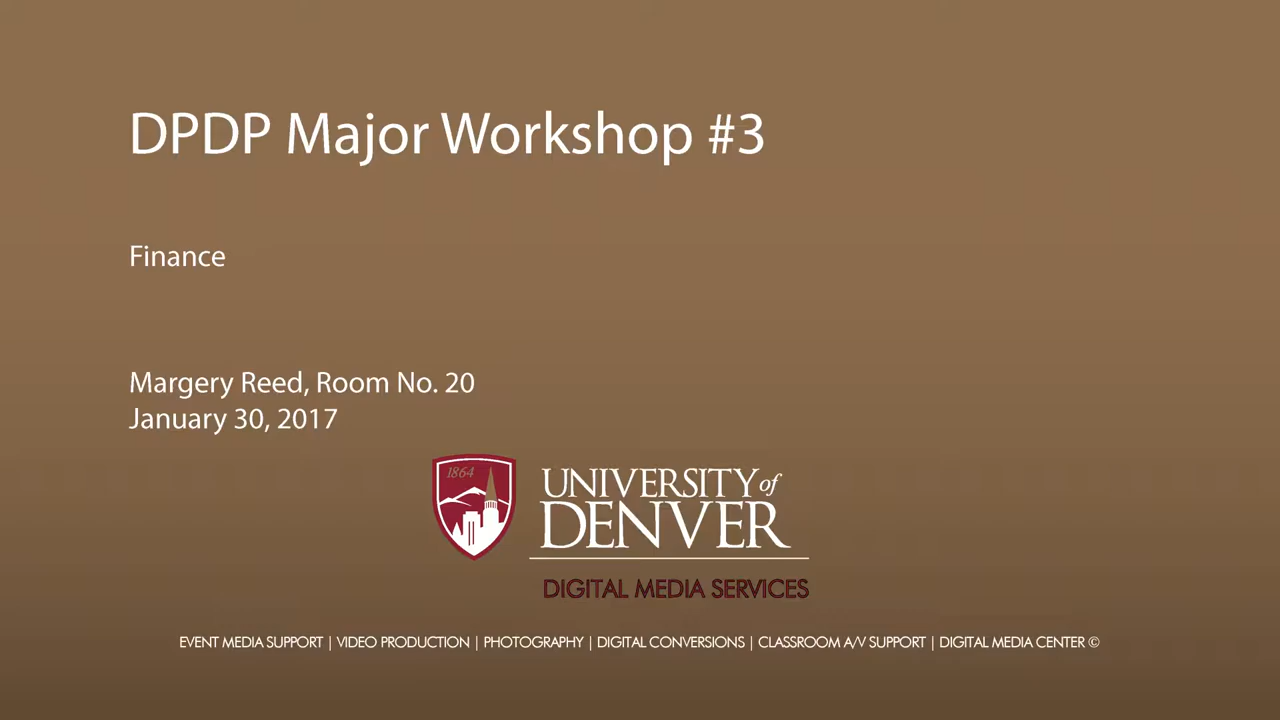 DPDP Major Workshop #3
Finance
Margery Reed, Room No. 20
January 30, 2017
1864
UNIVERSITY of
DENVER
DIGITAL MEDIA SERVICES
EVENT MEDIA SUPPORT | VIDEO PRODUCTION | PHOTOGRAPHY | DIGITAL CONVERSIONS | CLASSROOM A/V SUPPORT | DIGITAL MEDIA CENTER ©